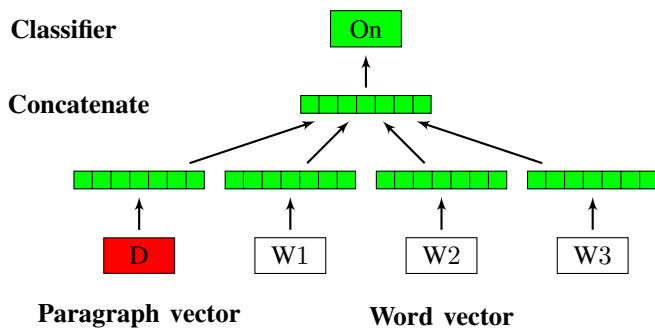 Classifier On
Concatenate
D W1 W2 W3
Paragraph vector Word vector